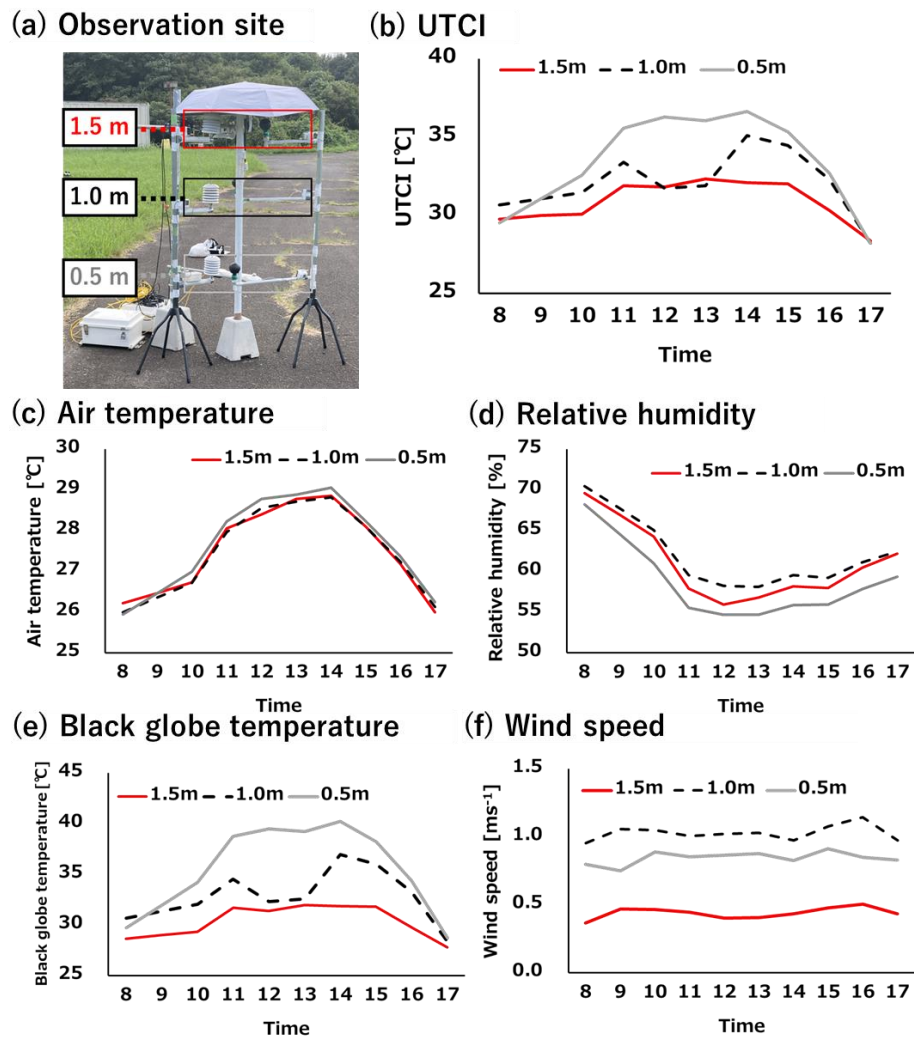 (a) Observation site
1.5 m
1.0 m
0.5 m
(b) UTCI
1.5m 1.0m 0.5m
UTCI [℃]
40
35
30
25
8 9 10 11 12 13 14 15 16 17
Time
(c) Air temperature
1.5m 1.0m 0.5m
Air temperature [℃]
30
29
28
27
26
25
8 9 10 11 12 13 14 15 16 17
Time
(d) Relative humidity
1.5m 1.0m 0.5m
Relative humidity [%]
75
70
65
60
55
50
8 9 10 11 12 13 14 15 16 17
Time
(e) Black globe temperature
1.5m 1.0m 0.5m
Black globe temperature [℃]
45
40
35
30
25
8 9 10 11 12 13 14 15 16 17
Time
(f) Wind speed
1.5m 1.0m 0.5m
Wind speed [ms⁻¹]
1.5
1.0
0.5
0.0
8 9 10 11 12 13 14 15 16 17
Time